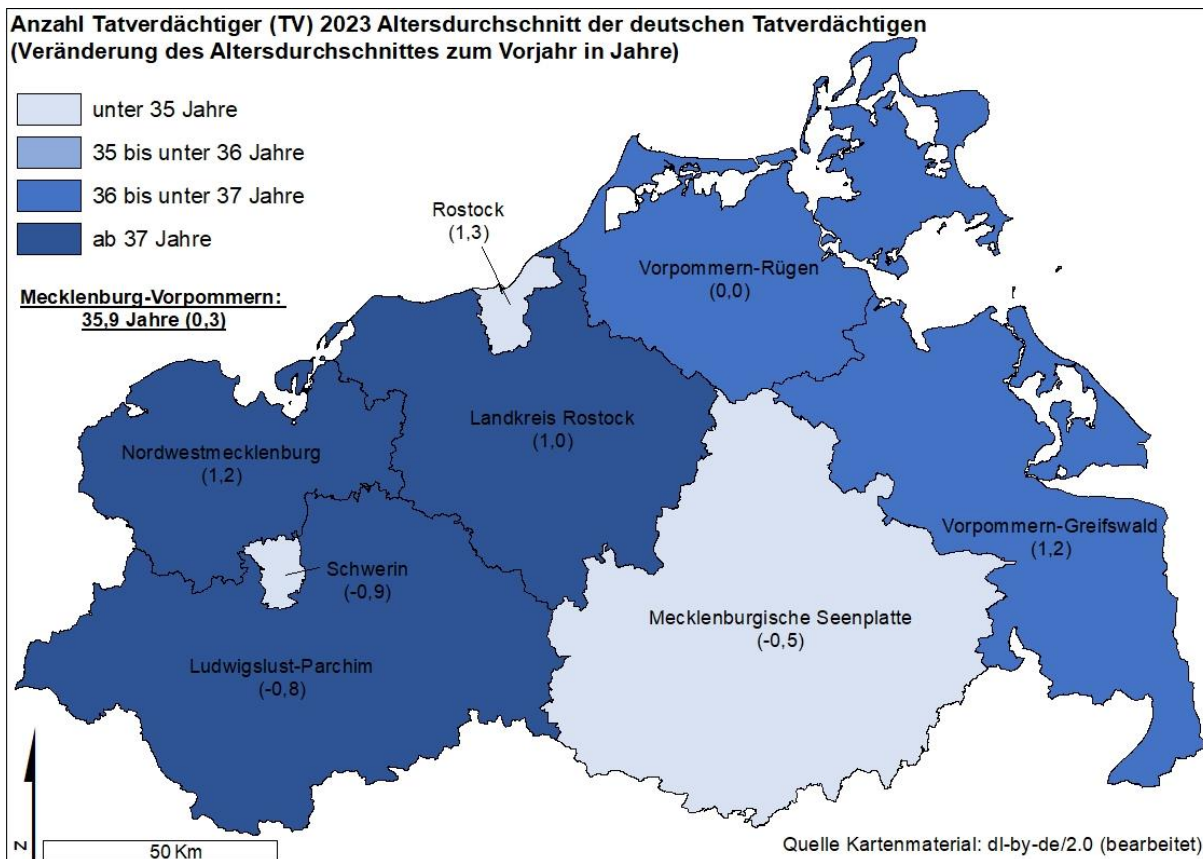 Anzahl Tatverdächtiger (TV) 2023 Altersdurchschnitt der deutschen Tatverdächtigen
(Veränderung des Altersdurchschnittes zum Vorjahr in Jahre)
unter 35 Jahre
35 bis unter 36 Jahre
36 bis unter 37 Jahre
ab 37 Jahre
Mecklenburg-Vorpommern:
35,9 Jahre (0,3)
Rostock
(1,3)
Vorpommern-Rügen
(0,0)
Landkreis Rostock
(1,0)
Nordwestmecklenburg
(1,2)
Vorpommern-Greifswald
(1,2)
Schwerin
(-0,9)
Mecklenburgische Seenplatte
(-0,5)
Ludwigslust-Parchim
(-0,8)
N
50 Km
Quelle Kartenmaterial: dl-by-de/2.0 (bearbeitet)